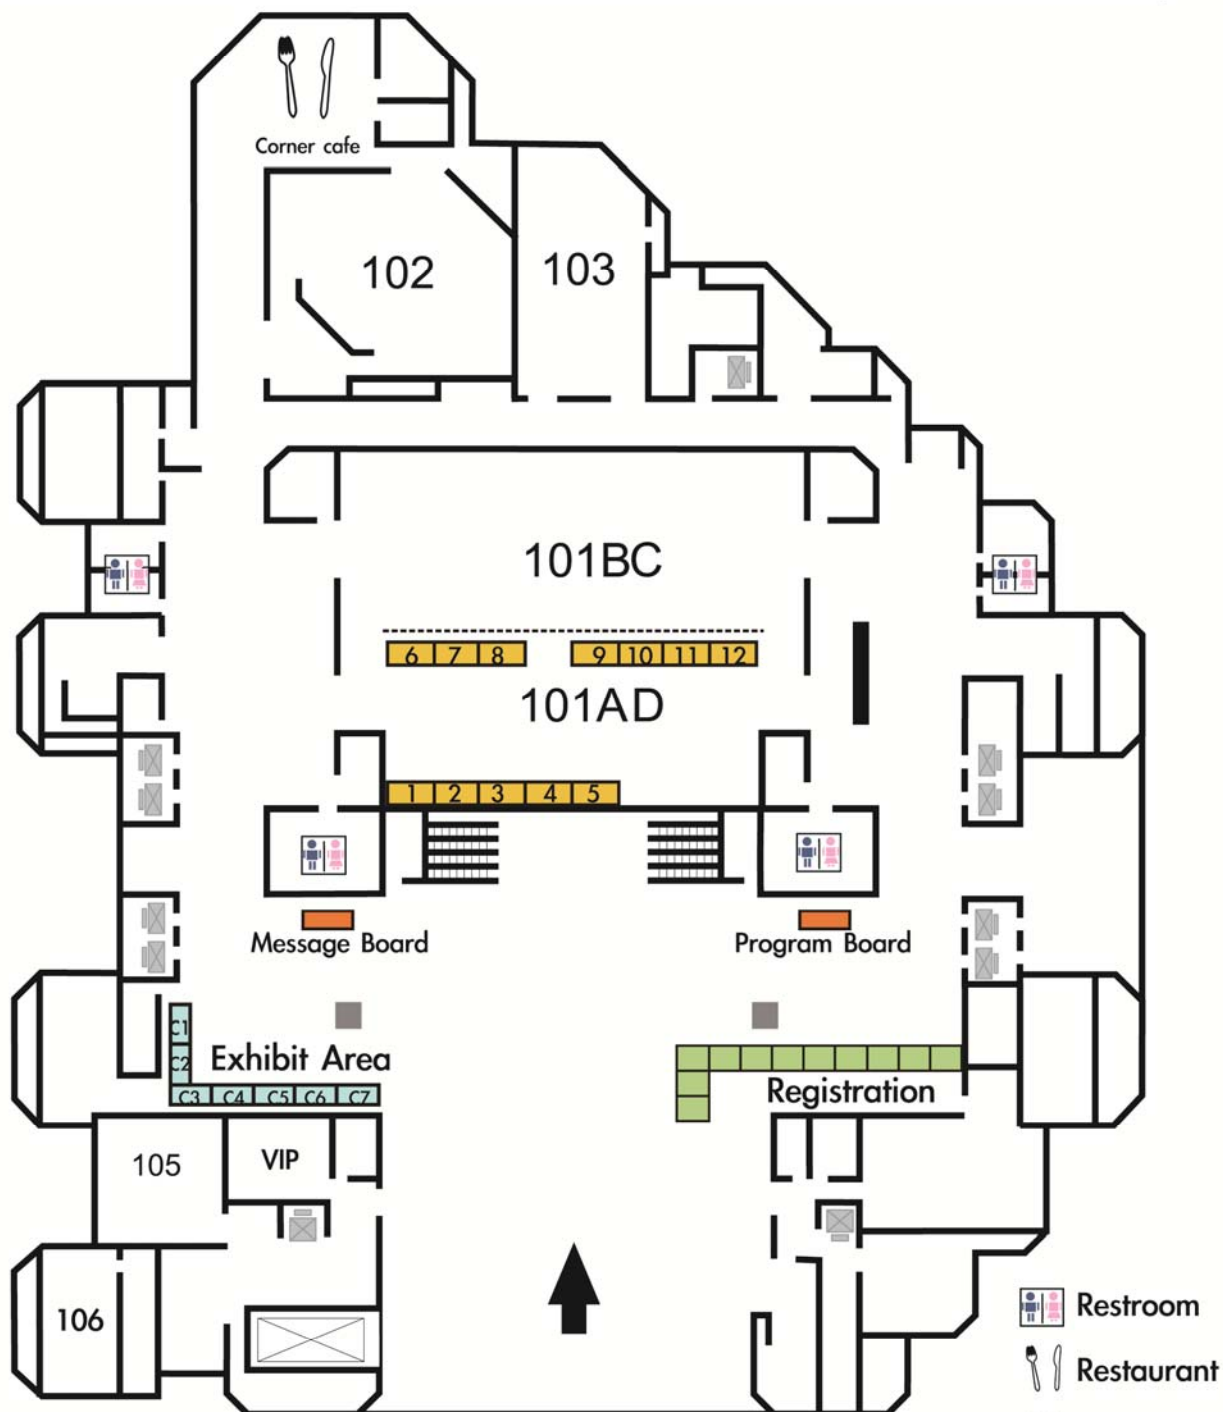 Corner cafe
102
103
101BC
6 7 8 9 10 11 12
101AD
1 2 3 4 5
Message Board
Program Board
C1
C2
Exhibit Area
C3 C4 C5 C6 C7
Registration
105
VIP
106
Restroom
Restaurant